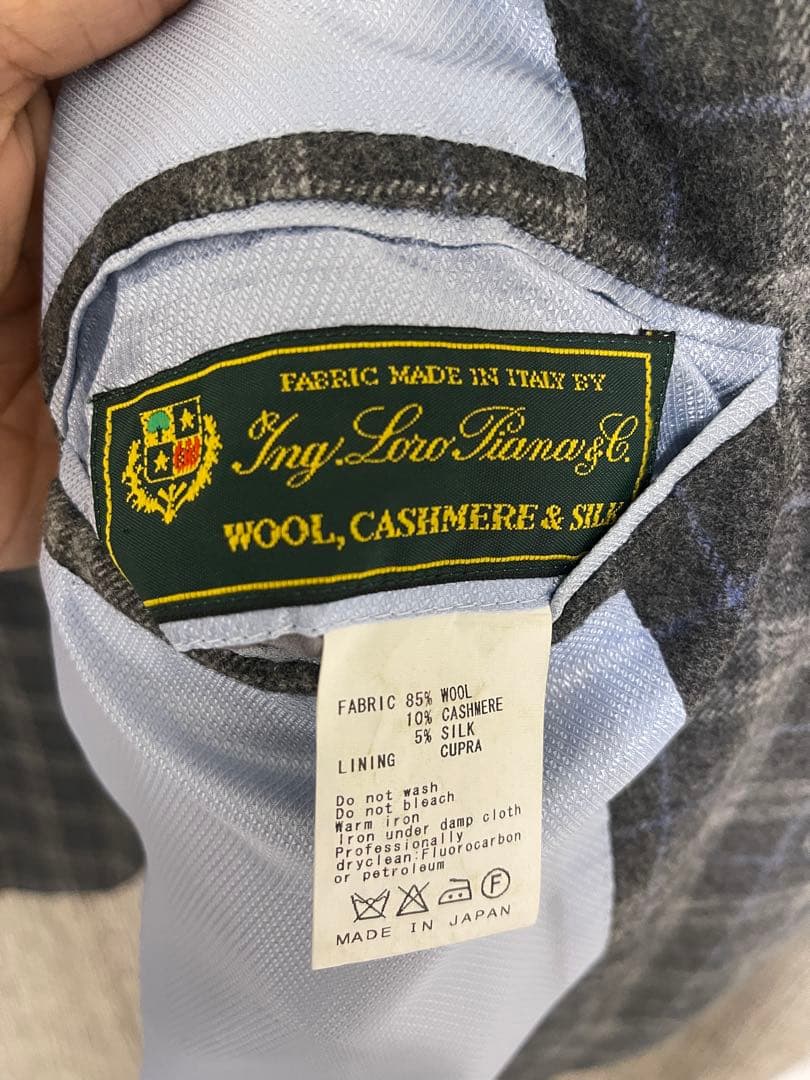 FABRIC MADE IN ITALY BY
Ing. Loro Piana & C.
WOOL, CASHMERE & SILK
FABRIC 85% WOOL
10% CASHMERE
5% SILK
LINING CUPRA
Do not wash
Do not bleach
Warm iron
Iron under damp cloth
Professionally
dryclean:Fluorocarbon
or petroleum
F
MADE IN JAPAN